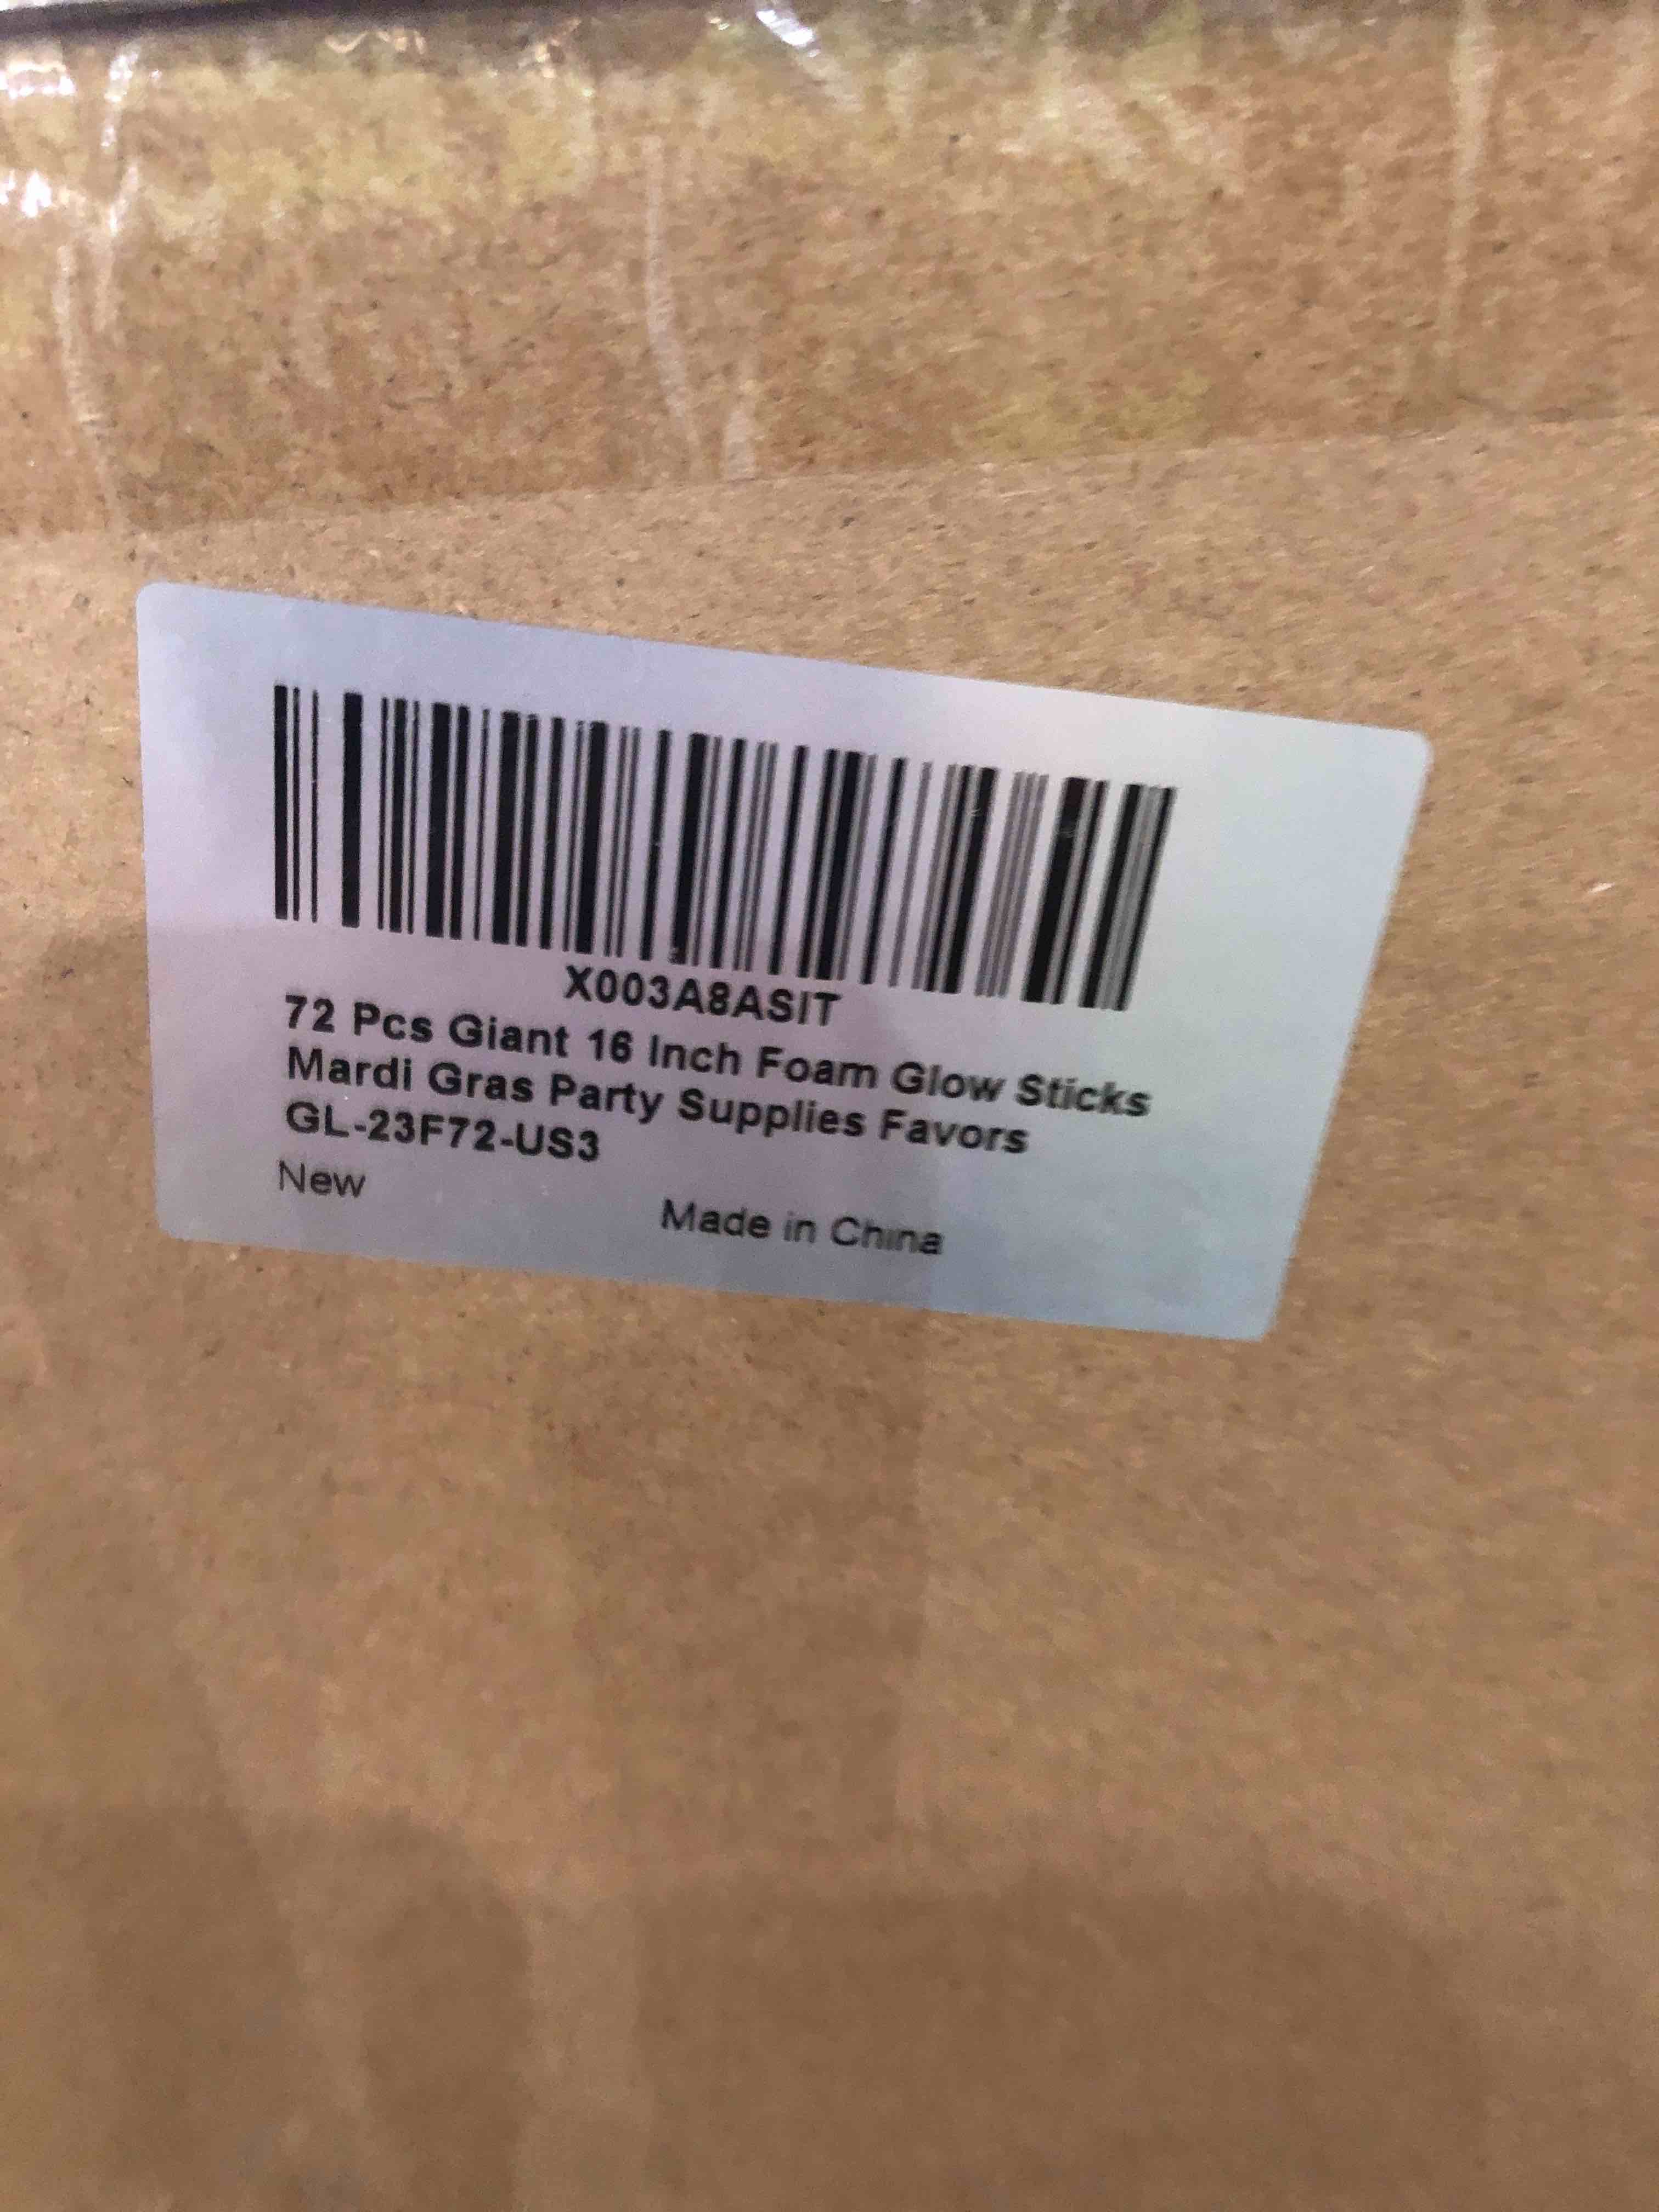 X003A8ASIT
72 Pcs Giant 16 Inch Foam Glow Sticks
Mardi Gras Party Supplies Favors
GL-23F72-US3
New
Made in China